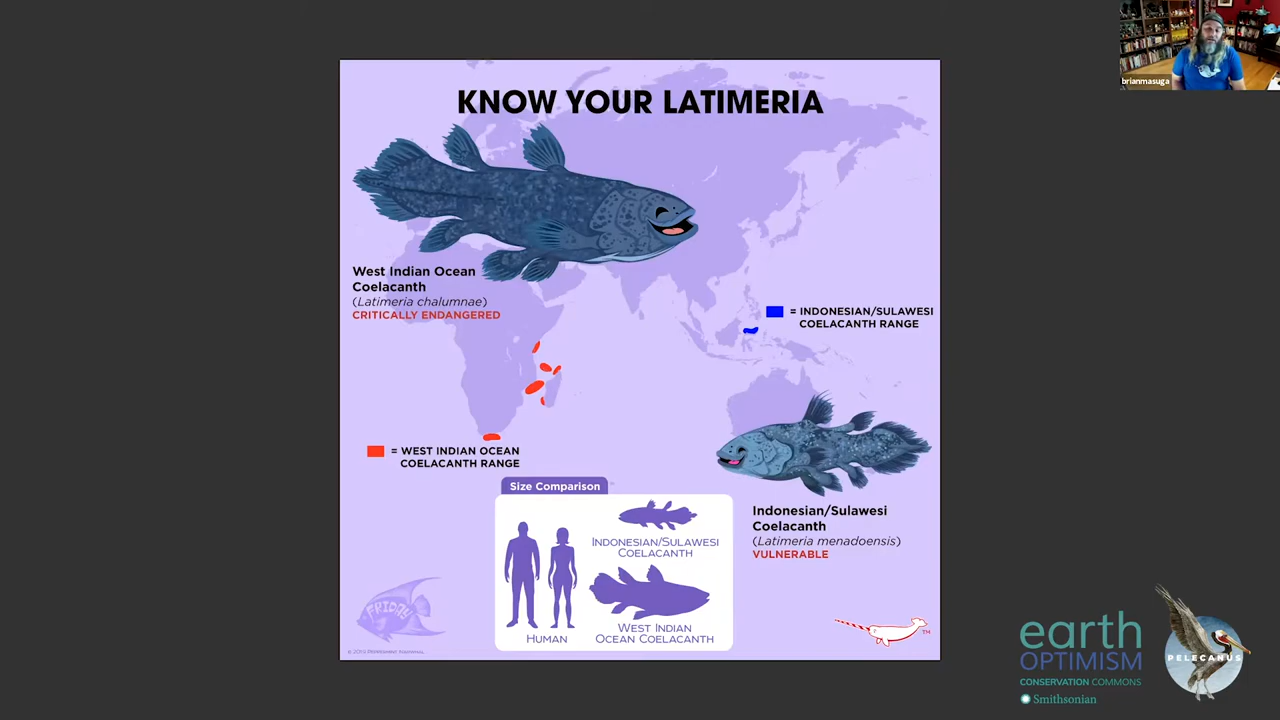 brianmasuga
KNOW YOUR LATIMERIA
West Indian Ocean
Coelacanth
(Latimeria chalumnae)
CRITICALLY ENDANGERED
= INDONESIAN/SULAWESI
COELACANTH RANGE
= WEST INDIAN OCEAN
COELACANTH RANGE
Size Comparison
INDONESIAN/SULAWESI
COELACANTH
HUMAN
WEST INDIAN
OCEAN COELACANTH
Indonesian/Sulawesi
Coelacanth
(Latimeria menadoensis)
VULNERABLE
FRIDAY
TM
earth
OPTIMISM
CONSERVATION COMMONS
Smithsonian
PELECANUS